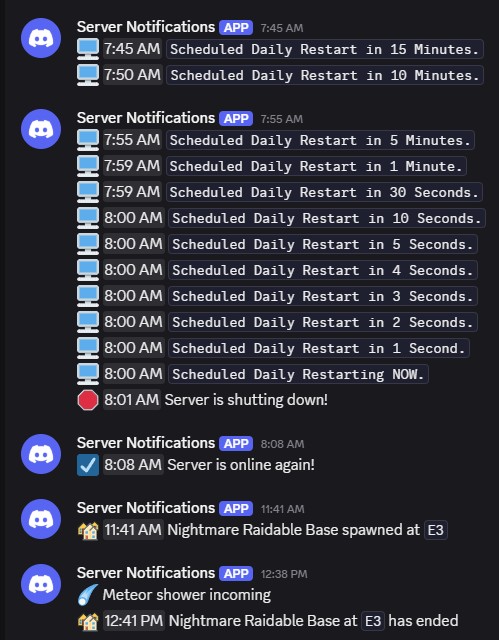 Server Notifications APP 7:45 AM
7:45 AM Scheduled Daily Restart in 15 Minutes.
7:50 AM Scheduled Daily Restart in 10 Minutes.
Server Notifications APP 7:55 AM
7:55 AM Scheduled Daily Restart in 5 Minutes.
7:59 AM Scheduled Daily Restart in 1 Minute.
7:59 AM Scheduled Daily Restart in 30 Seconds.
8:00 AM Scheduled Daily Restart in 10 Seconds.
8:00 AM Scheduled Daily Restart in 5 Seconds.
8:00 AM Scheduled Daily Restart in 4 Seconds.
8:00 AM Scheduled Daily Restart in 3 Seconds.
8:00 AM Scheduled Daily Restart in 2 Seconds.
8:00 AM Scheduled Daily Restart in 1 Second.
8:00 AM Scheduled Daily Restarting NOW.
8:01 AM Server is shutting down!
Server Notifications APP 8:08 AM
8:08 AM Server is online again!
Server Notifications APP 11:41 AM
11:41 AM Nightmare Raidable Base spawned at E3
Server Notifications APP 12:38 PM
Meteor shower incoming
12:41 PM Nightmare Raidable Base at E3 has ended